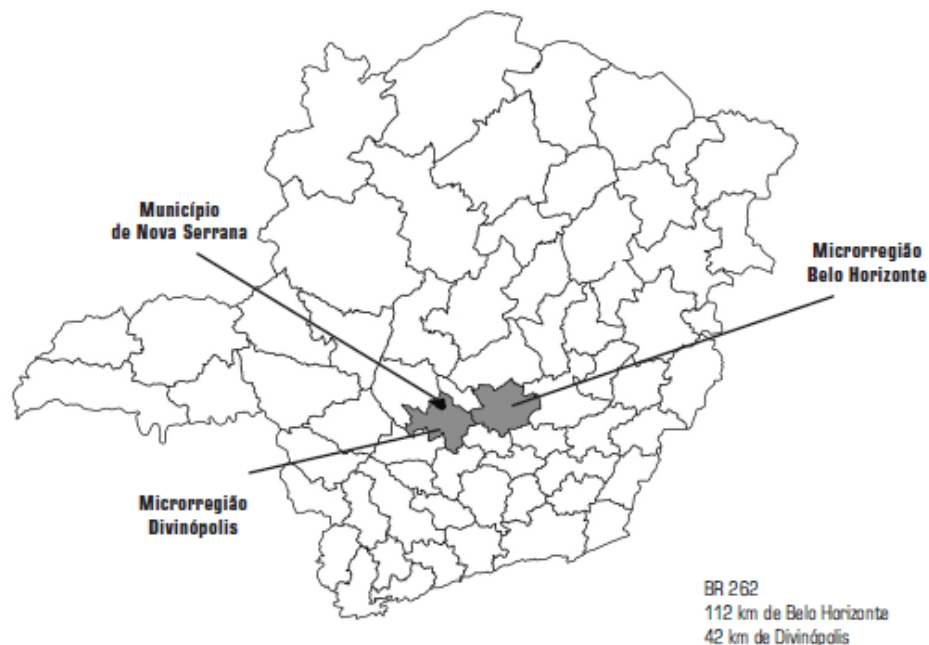 Município
de Nova Serrana
Microrregião
Belo Horizonte
Microrregião
Divinópolis
BR 262
112 km de Belo Horizonte
42 km de Divinópolis